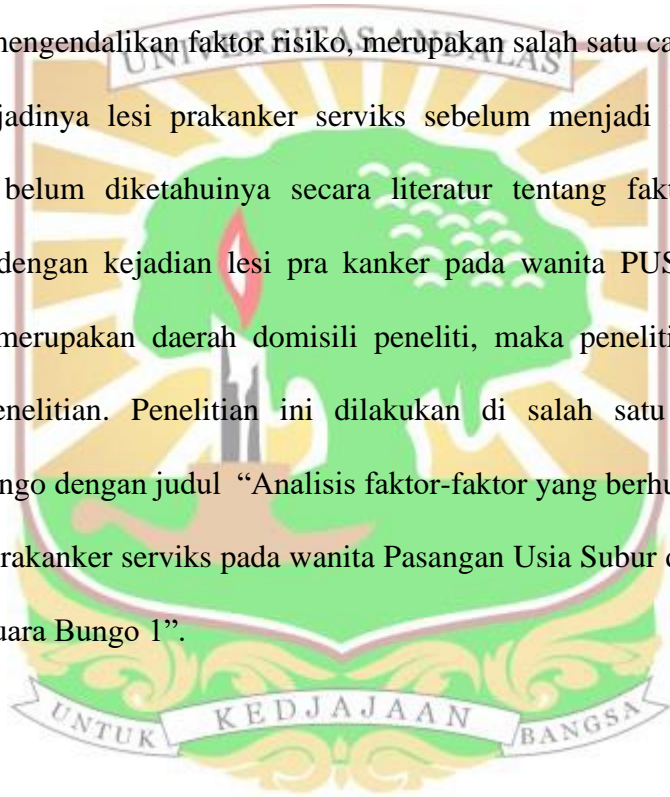 mengendalikan faktor risiko, merupakan salah satu ca
UNIVERSITAS ANDALAS
jadinya lesi prakanker serviks sebelum menjadi
belum diketahuinya secara literatur tentang fakt
dengan kejadian lesi pra kanker pada wanita PUS
merupakan daerah domisili peneliti, maka peneliti
enelitian. Penelitian ini dilakukan di salah satu
ngo dengan judul “Analisis faktor-faktor yang berhu
rakanker serviks pada wanita Pasangan Usia Subur d
uara Bungo 1”.
UNTUK KEDJAJAAN BANGSA